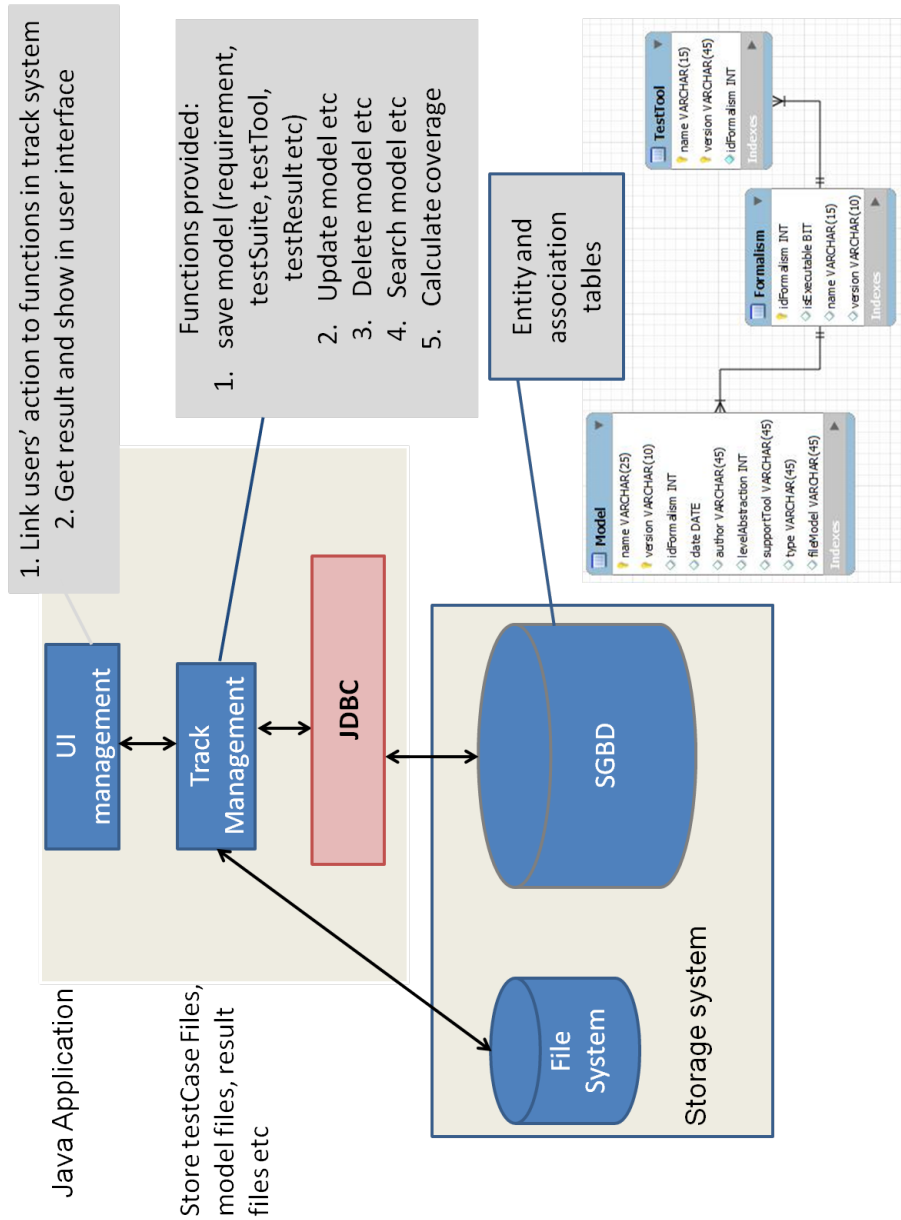 Java Application
UI
management
1. Link users’ action to functions in track system
2. Get result and show in user interface
Store testCase Files,
model files, result
files etc
Track
Management
Functions provided:
1. save model (requirement,
testSuite, testTool,
testResult etc)
2. Update model etc
3. Delete model etc
4. Search model etc
5. Calculate coverage
JDBC
File
System
SGBD
Storage system
Entity and
association
tables
Model
name VARCHAR(25)
version VARCHAR(10)
idFormalism INT
date DATE
author VARCHAR(45)
levelAbstraction INT
supportTool VARCHAR(45)
type VARCHAR(45)
fileModel VARCHAR(45)
Indexes
Formalism
idFormalism INT
isExecutable BIT
name VARCHAR(15)
version VARCHAR(10)
Indexes
TestTool
name VARCHAR(15)
version VARCHAR(45)
idFormalism INT
Indexes